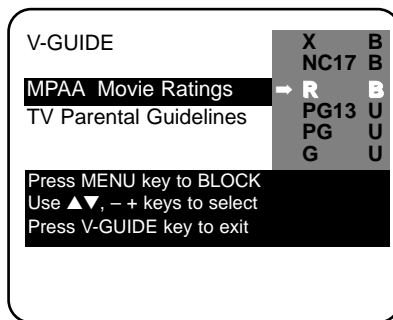 V-GUIDE
MPAA Movie Ratings
TV Parental Guidelines
X B
NC17 B
➡ R B
PG13 U
PG U
G U
Press MENU key to BLOCK
Use ▲▼, – + keys to select
Press V-GUIDE key to exit